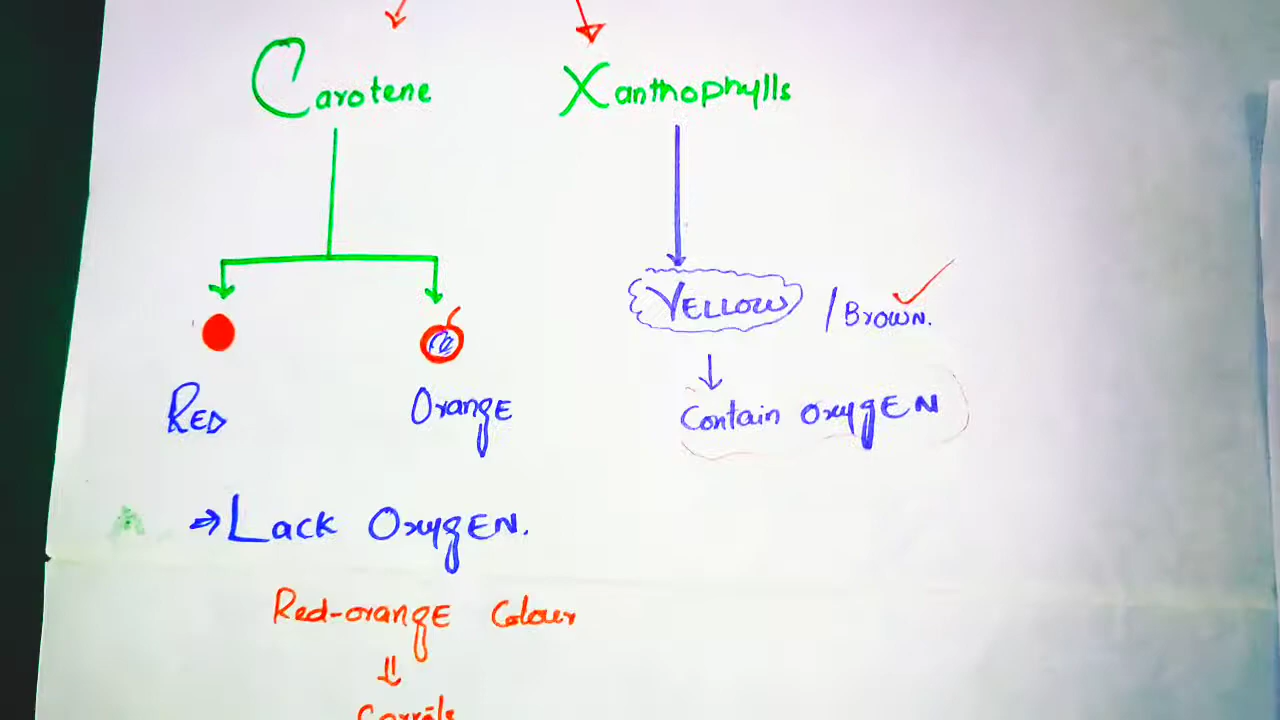 Carotene
Xanthophylls
YELLOW / BROWN.
RED
OrangE
Contain OxygEN
⇒ Lack OxygEN.
Red-orangE Colour